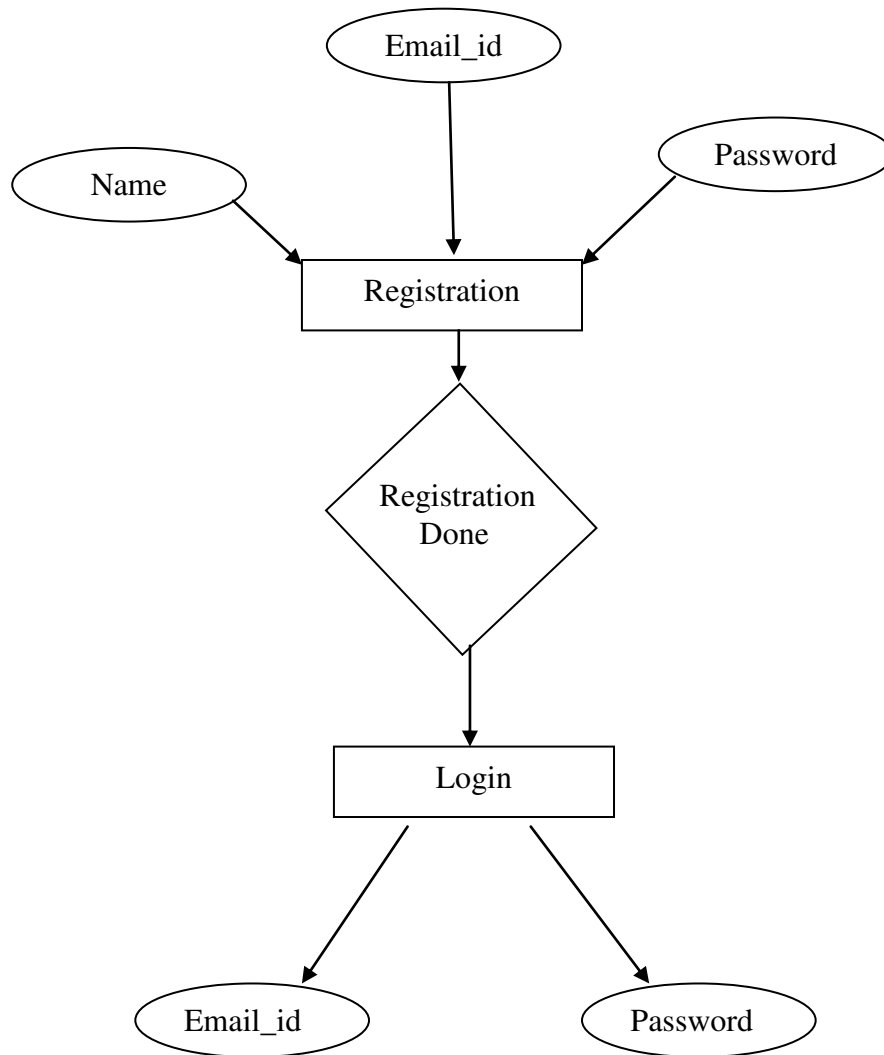 Email_id
Name
Password
Registration
Registration
Done
Login
Email_id
Password